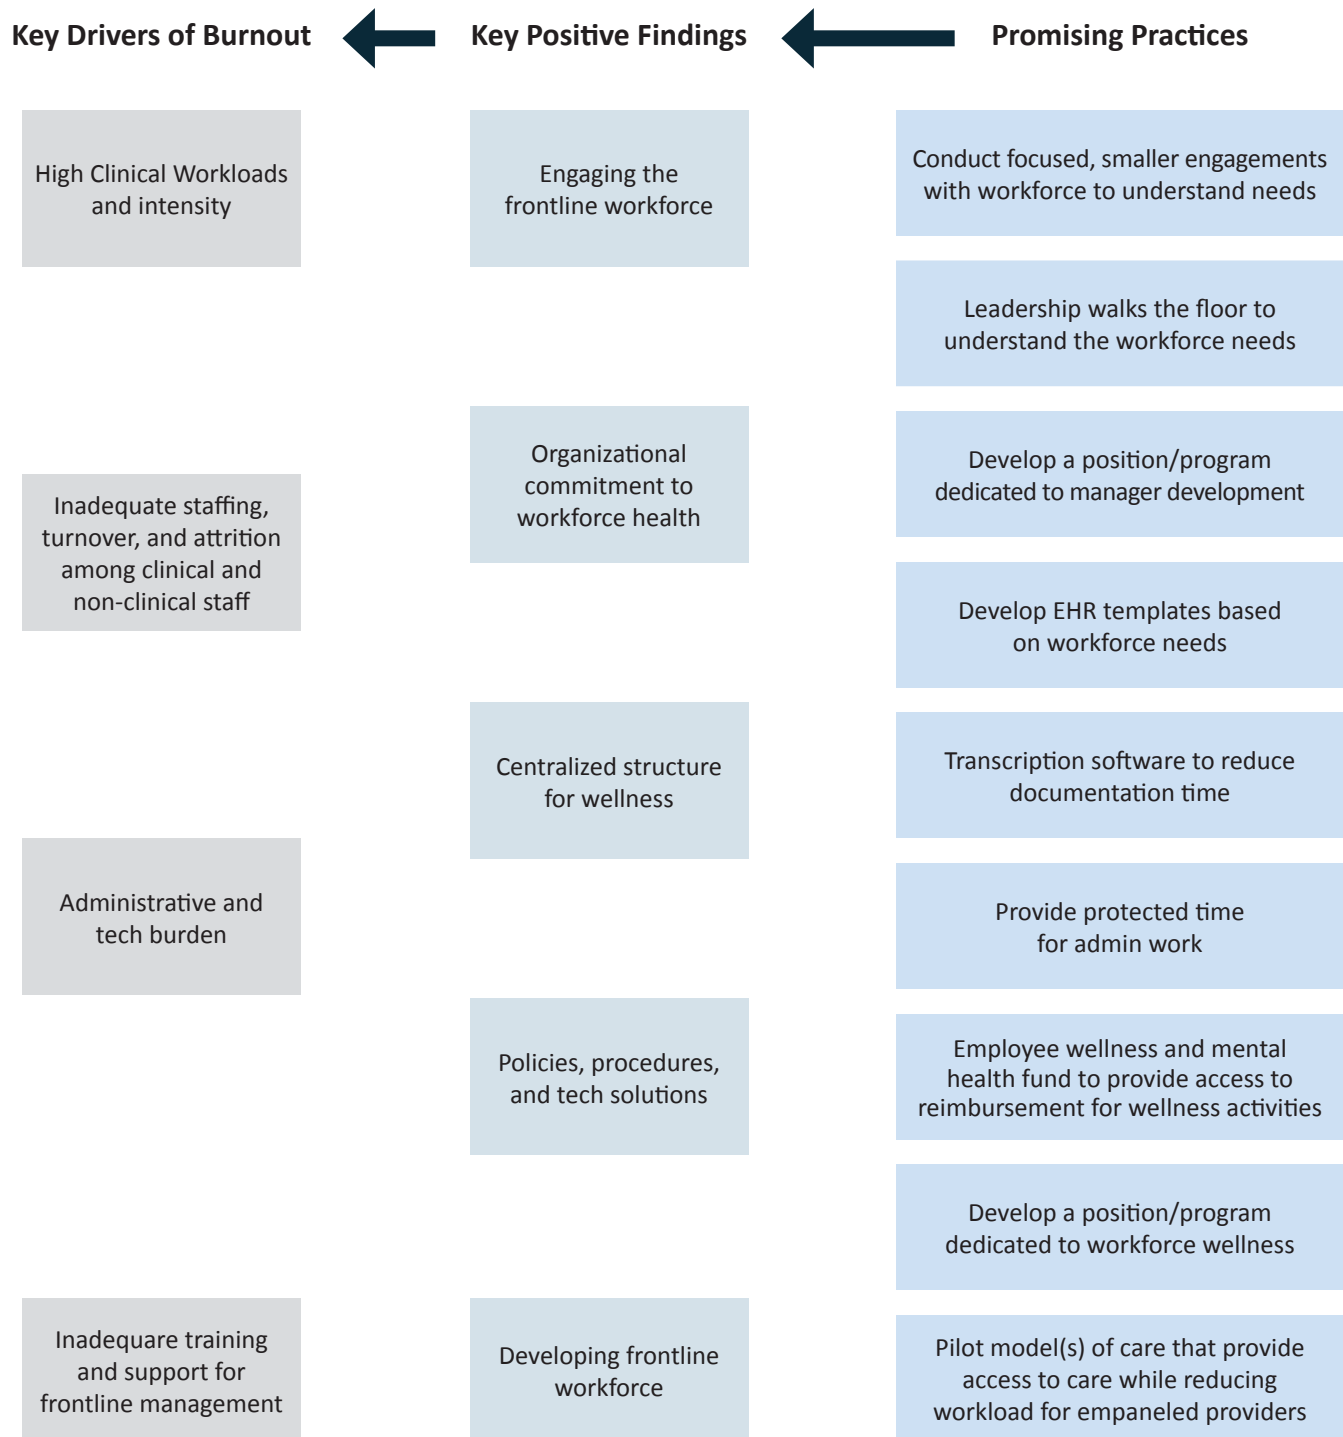 Key Drivers of Burnout
Key Positive Findings
Promising Practices
High Clinical Workloads
and intensity
Inadequate staffing,
turnover, and attrition
among clinical and
non-clinical staff
Administrative and
tech burden
Inadequare training
and support for
frontline management
Engaging the
frontline workforce
Organizational
commitment to
workforce health
Centralized structure
for wellness
Policies, procedures,
and tech solutions
Developing frontline
workforce
Conduct focused, smaller engagements
with workforce to understand needs
Leadership walks the floor to
understand the workforce needs
Develop a position/program
dedicated to manager development
Develop EHR templates based
on workforce needs
Transcription software to reduce
documentation time
Provide protected time
for admin work
Employee wellness and mental
health fund to provide access to
reimbursement for wellness activities
Develop a position/program
dedicated to workforce wellness
Pilot model(s) of care that provide
access to care while reducing
workload for empaneled providers